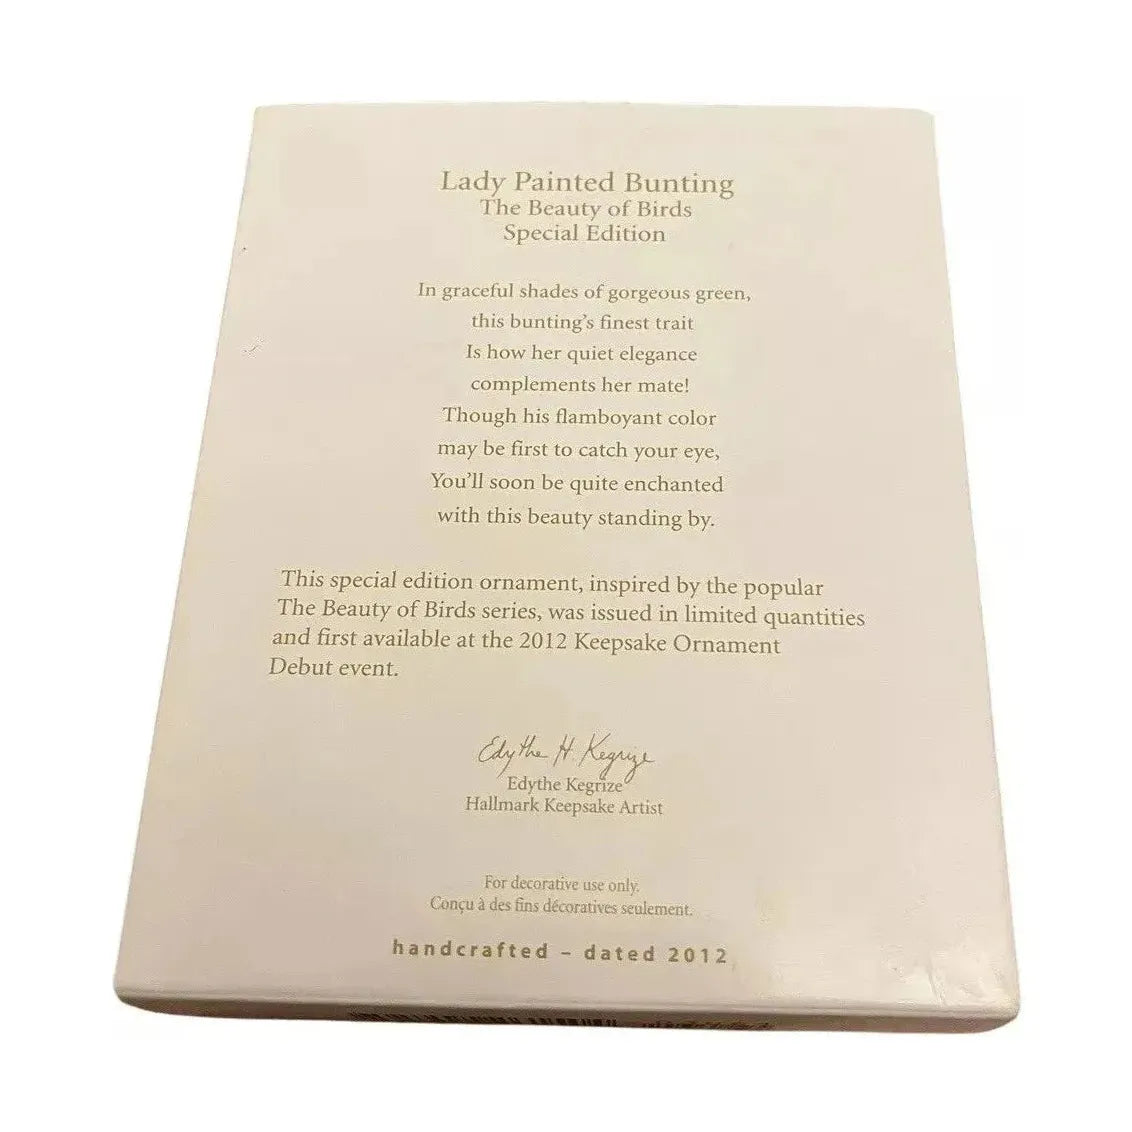 Lady Painted Bunting
The Beauty of Birds
Special Edition
In graceful shades of gorgeous green,
this bunting's finest trait
Is how her quiet elegance
complements her mate!
Though his flamboyant color
may be first to catch your eye,
You'll soon be quite enchanted
with this beauty standing by.
This special edition ornament, inspired by the popular
The Beauty of Birds series, was issued in limited quantities
and first available at the 2012 Keepsake Ornament
Debut event.
Edythe H. Kegrize
Edythe Kegrize
Hallmark Keepsake Artist
For decorative use only.
Conçu à des fins décoratives seulement.
handcrafted – dated 2012